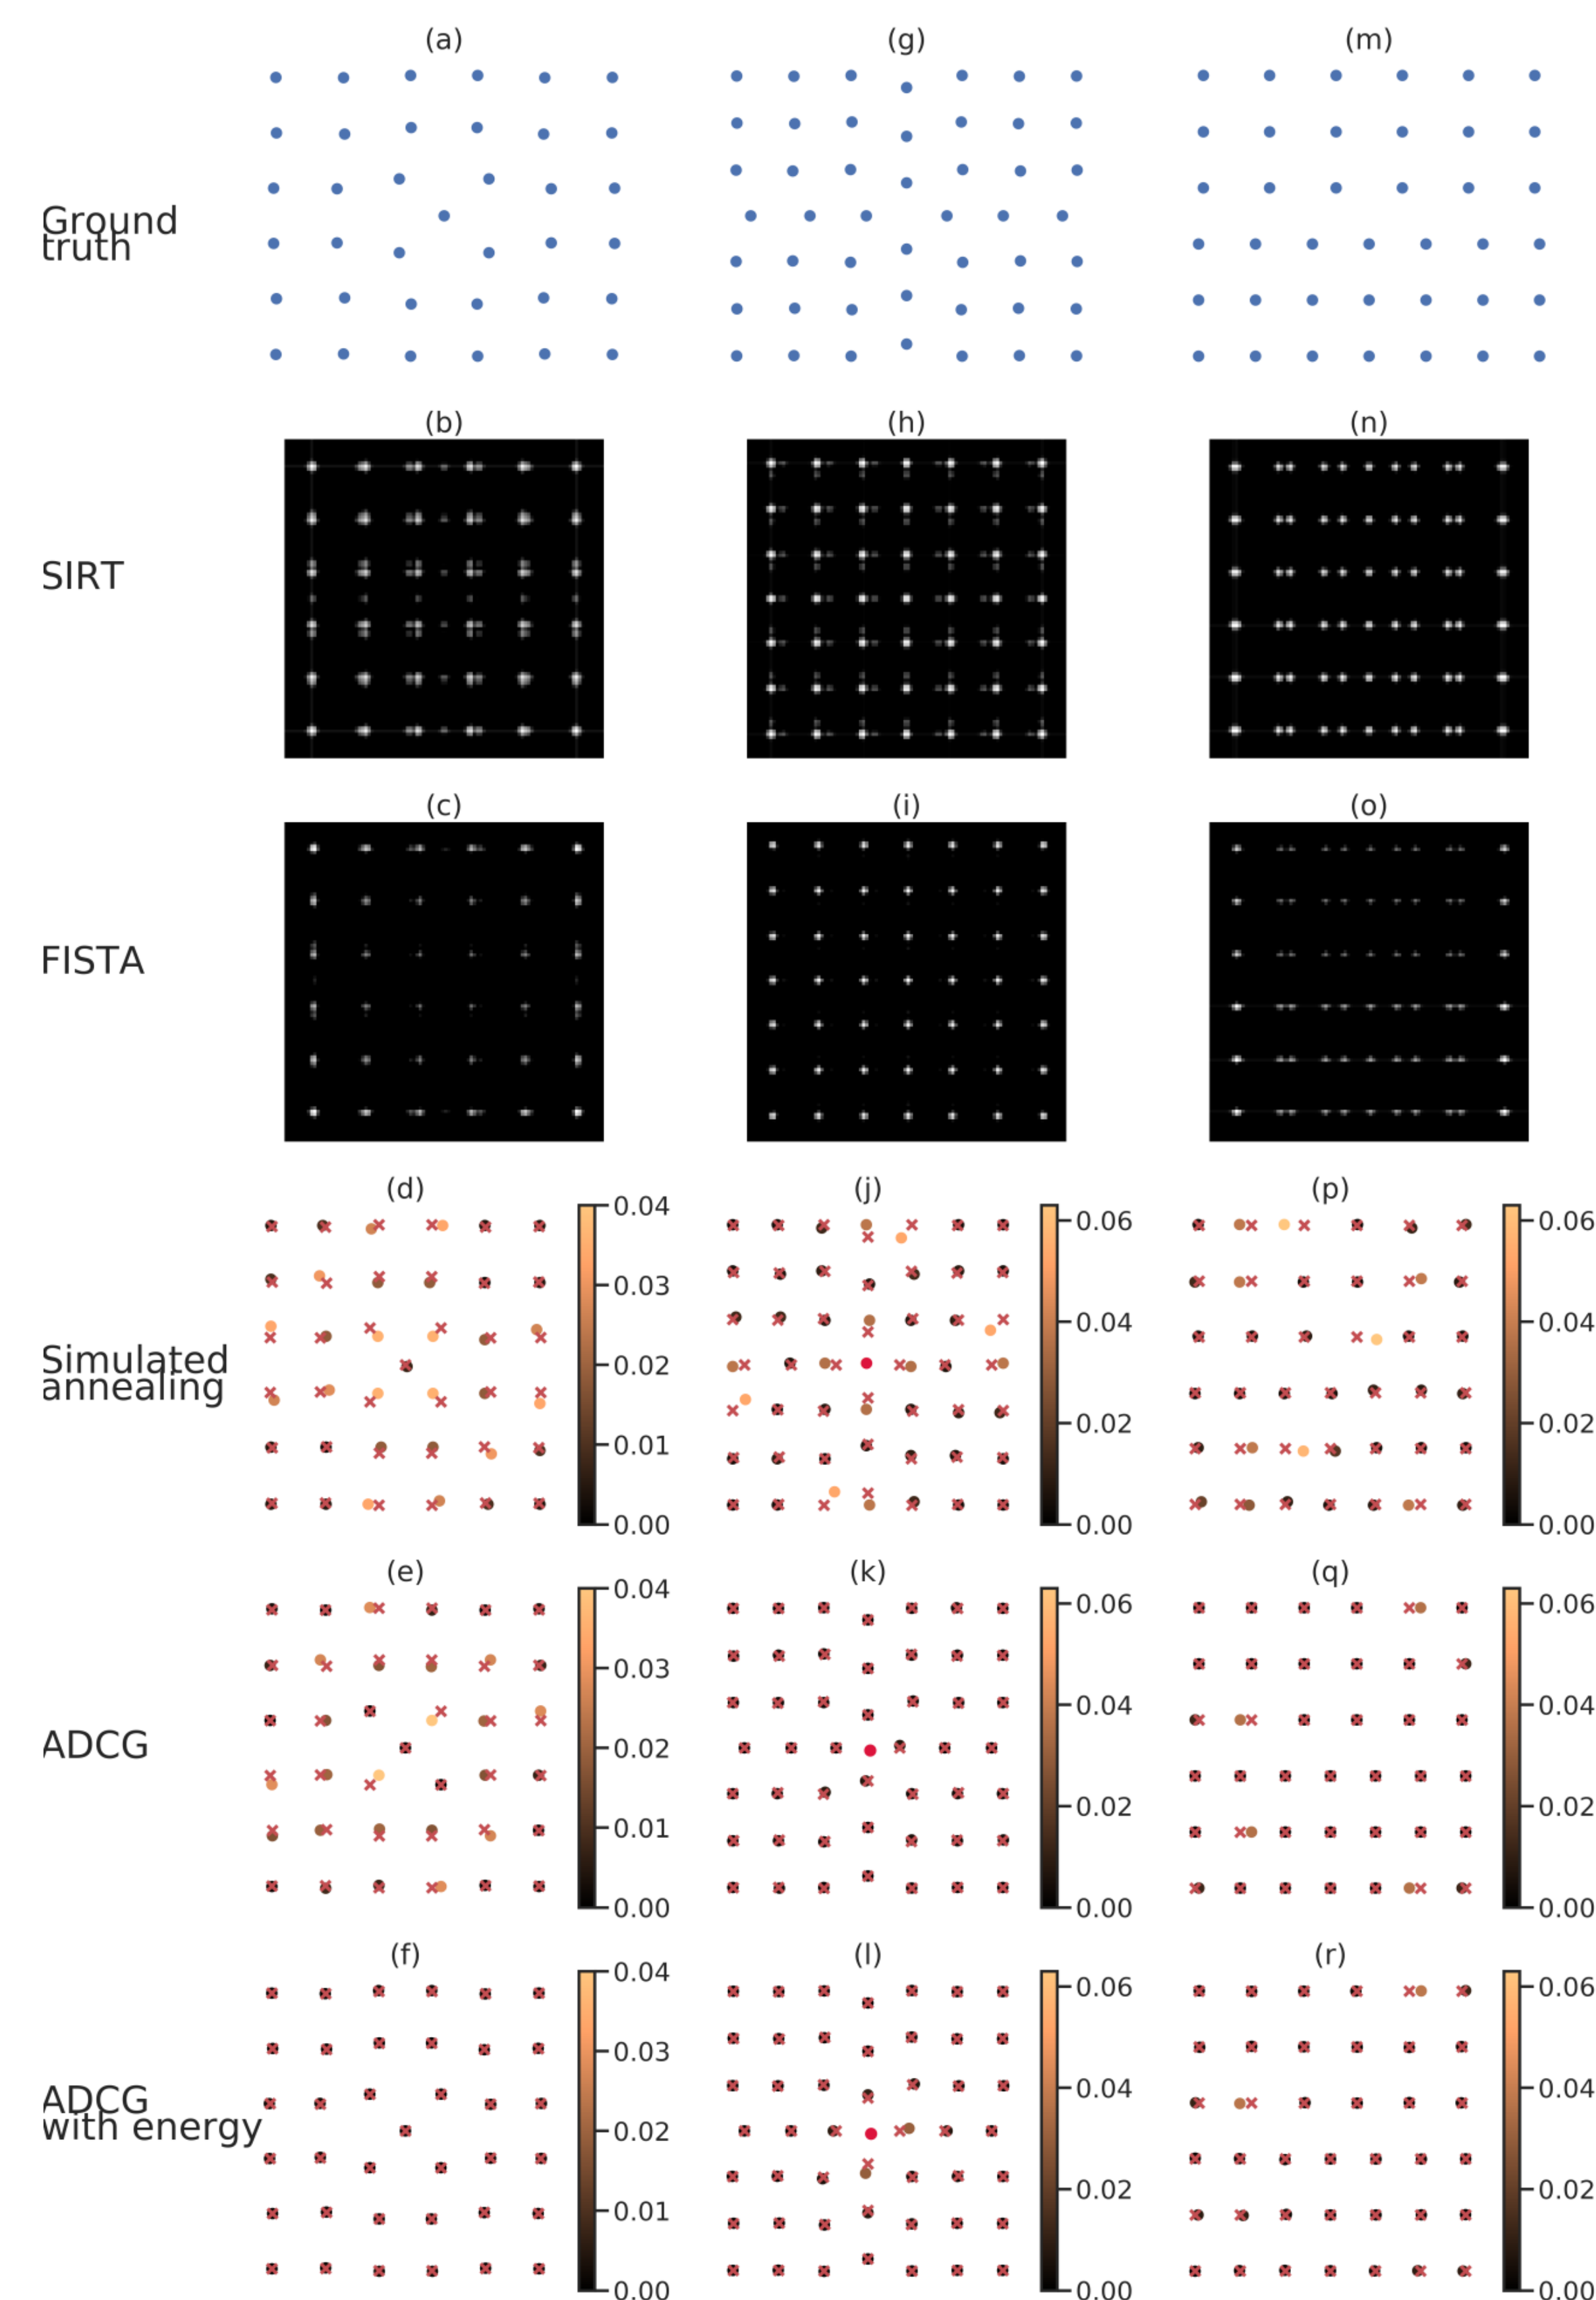 (a) (g) (m)
Ground
truth
(b) (h) (n)
SIRT
(c) (i) (o)
FISTA
(d) (j) (p)
Simulated
annealing
0.04
0.03
0.02
0.01
0.00
0.06
0.04
0.02
0.00
0.06
0.04
0.02
0.00
(e) (k) (q)
ADCG
0.04
0.03
0.02
0.01
0.00
0.06
0.04
0.02
0.00
0.06
0.04
0.02
0.00
(f) (l) (r)
ADCG
with energy
0.04
0.03
0.02
0.01
0.00
0.06
0.04
0.02
0.00
0.06
0.04
0.02
0.00